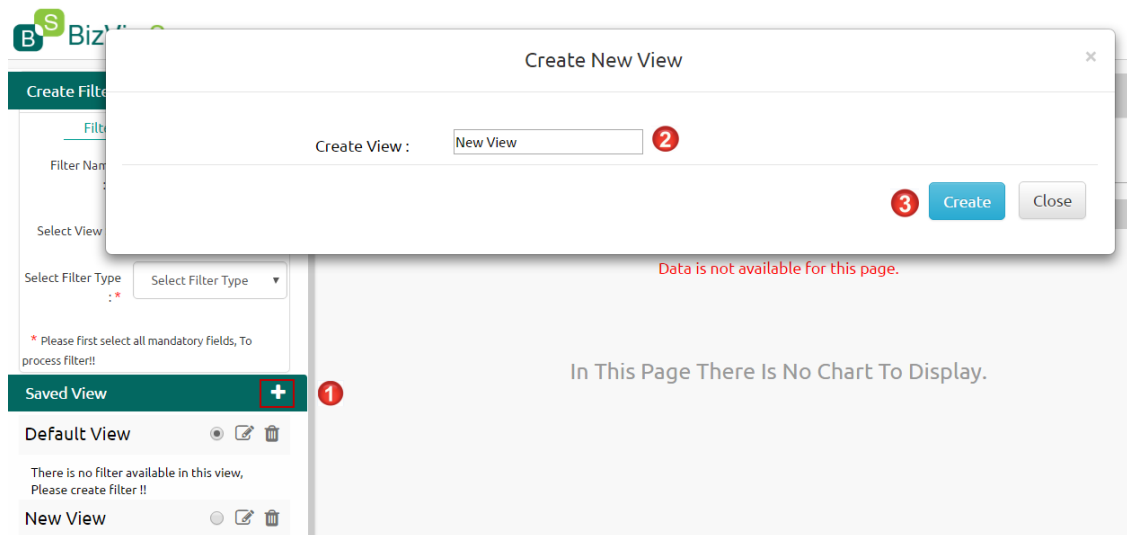 BS
Biz
Create New View
×
Create Filte
Create View :
New View
2
Filte
Filter Nam
:
3
Create
Close
Select View
Data is not available for this page.
Select Filter Type
:*
Select Filter Type
* Please first select all mandatory fields, To
process filter!!
In This Page There Is No Chart To Display.
Saved View
+
1
Default View
There is no filter available in this view,
Please create filter !!
New View